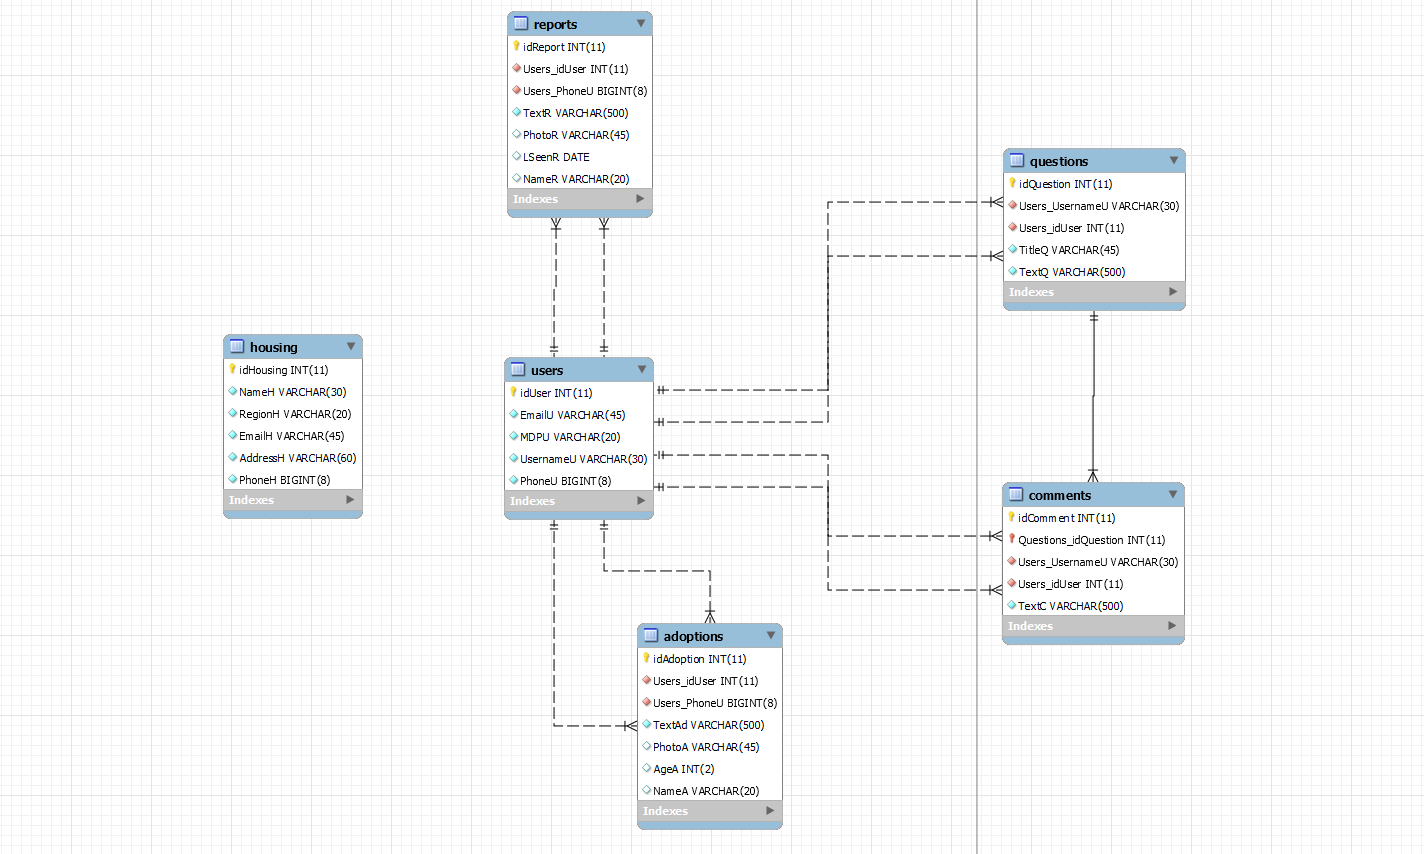 reports
idReport INT(11)
Users_idUser INT(11)
Users_PhoneU BIGINT(8)
TextR VARCHAR(500)
PhotoR VARCHAR(45)
LSeenR DATE
NameR VARCHAR(20)
Indexes
questions
idQuestion INT(11)
Users_UsernameU VARCHAR(30)
Users_idUser INT(11)
TitleQ VARCHAR(45)
TextQ VARCHAR(500)
Indexes
housing
idHousing INT(11)
NameH VARCHAR(30)
RegionH VARCHAR(20)
EmailH VARCHAR(45)
AddressH VARCHAR(60)
PhoneH BIGINT(8)
Indexes
users
idUser INT(11)
EmailU VARCHAR(45)
MDPU VARCHAR(20)
UsernameU VARCHAR(30)
PhoneU BIGINT(8)
Indexes
comments
idComment INT(11)
Questions_idQuestion INT(11)
Users_UsernameU VARCHAR(30)
Users_idUser INT(11)
TextC VARCHAR(500)
Indexes
adoptions
idAdoption INT(11)
Users_idUser INT(11)
Users_PhoneU BIGINT(8)
TextAd VARCHAR(500)
PhotoA VARCHAR(45)
AgeA INT(2)
NameA VARCHAR(20)
Indexes